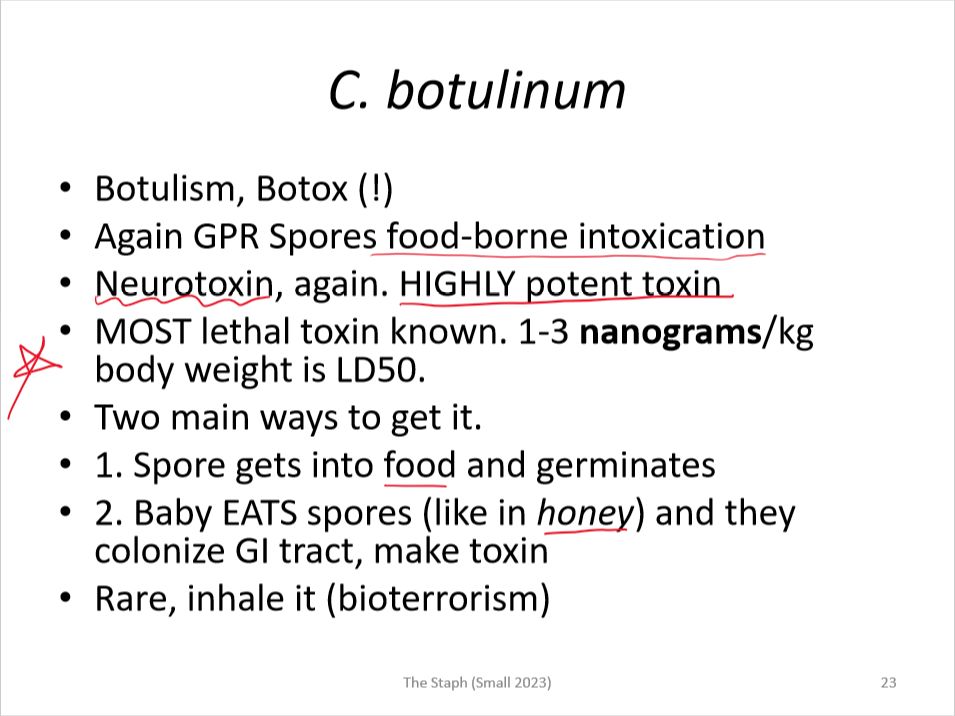 C. botulinum
• Botulism, Botox (!)
• Again GPR Spores food-borne intoxication
• Neurotoxin, again. HIGHLY potent toxin
• MOST lethal toxin known. 1-3 nanograms/kg
body weight is LD50.
• Two main ways to get it.
• 1. Spore gets into food and germinates
• 2. Baby EATS spores (like in honey) and they
colonize GI tract, make toxin
• Rare, inhale it (bioterrorism)
The Staph (Small 2023)
23